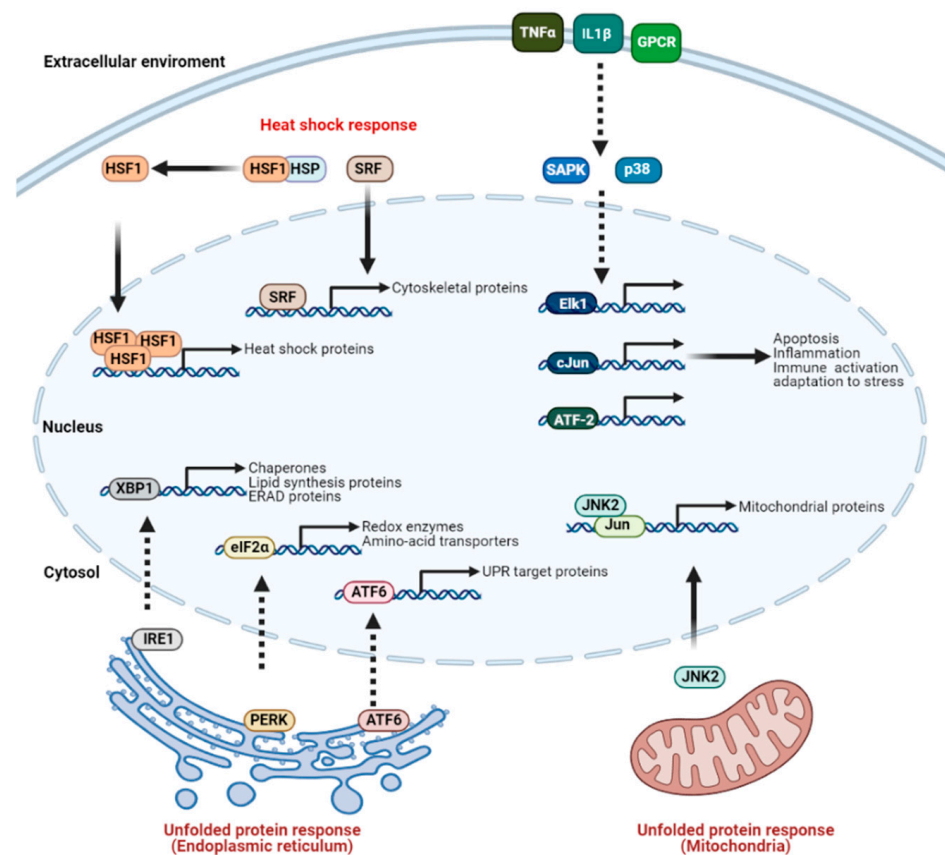 TNFα
IL1β
GPCR
Extracellular enviroment
Heat shock response
HSF1
HSF1
HSP
SRF
SAPK
p38
SRF
Cytoskeletal proteins
Elk1
HSF1
HSF1
HSF1
Heat shock proteins
cJun
Apoptosis
Inflammation
Immune activation
adaptation to stress
ATF-2
Nucleus
XBP1
Chaperones
Lipid synthesis proteins
ERAD proteins
JNK2
Jun
Mitochondrial proteins
eIF2α
Redox enzymes
Amino-acid transporters
Cytosol
ATF6
UPR target proteins
IRE1
JNK2
PERK
ATF6
Unfolded protein response
(Endoplasmic reticulum)
Unfolded protein response
(Mitochondria)